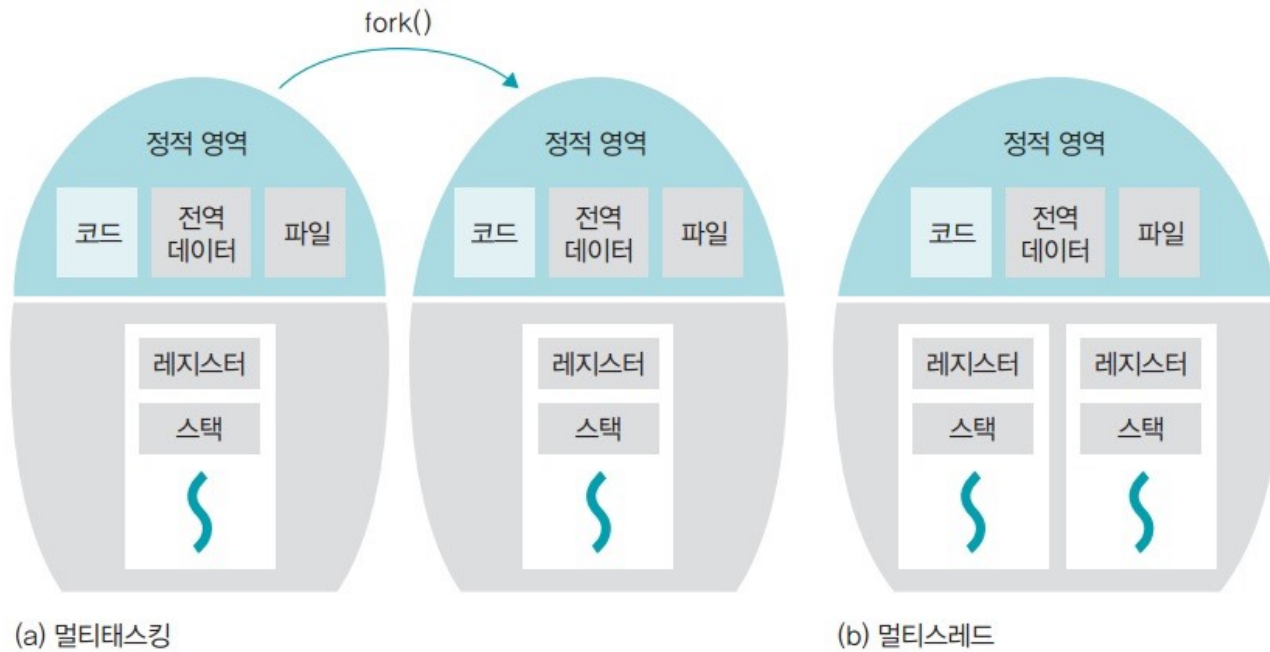 fork()
정적 영역
코드
전역
데이터
파일
레지스터
스택
정적 영역
코드
전역
데이터
파일
레지스터
스택
(a) 멀티태스킹
정적 영역
코드
전역
데이터
파일
레지스터
스택
레지스터
스택
(b) 멀티스레드